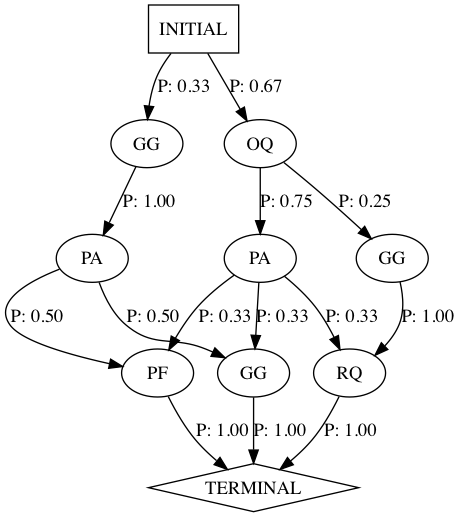 INITIAL
P: 0.33
P: 0.67
GG
OQ
P: 1.00
P: 0.75
P: 0.25
PA
PA
GG
P: 0.50
P: 0.50
P: 0.33
P: 0.33
P: 0.33
P: 1.00
PF
GG
RQ
P: 1.00
P: 1.00
P: 1.00
TERMINAL